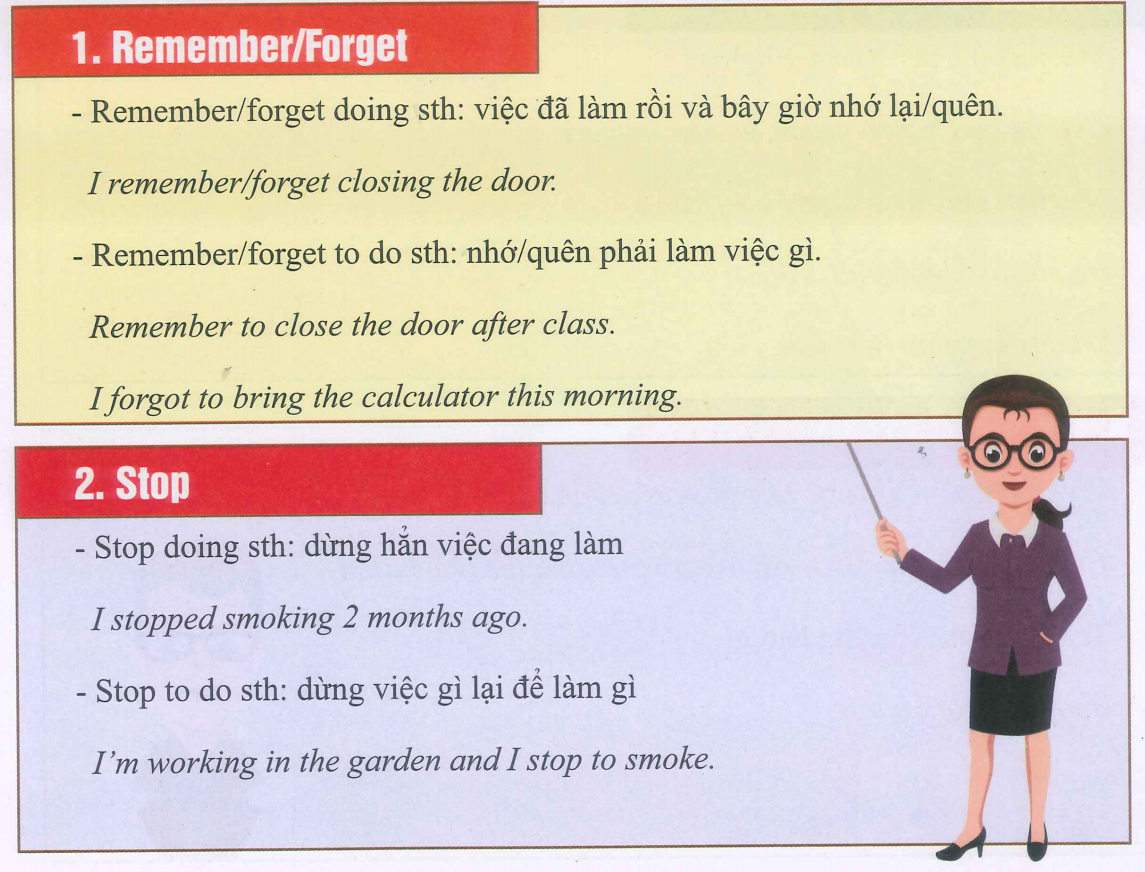 1. Remember/Forget
- Remember/forget doing sth: việc đã làm rồi và bây giờ nhớ lại/quên.
I remember/forget closing the door.
- Remember/forget to do sth: nhớ/quên phải làm việc gì.
Remember to close the door after class.
I forgot to bring the calculator this morning.
2. Stop
- Stop doing sth: dừng hẳn việc đang làm
I stopped smoking 2 months ago.
- Stop to do sth: dừng việc gì lại để làm gì
I'm working in the garden and I stop to smoke.